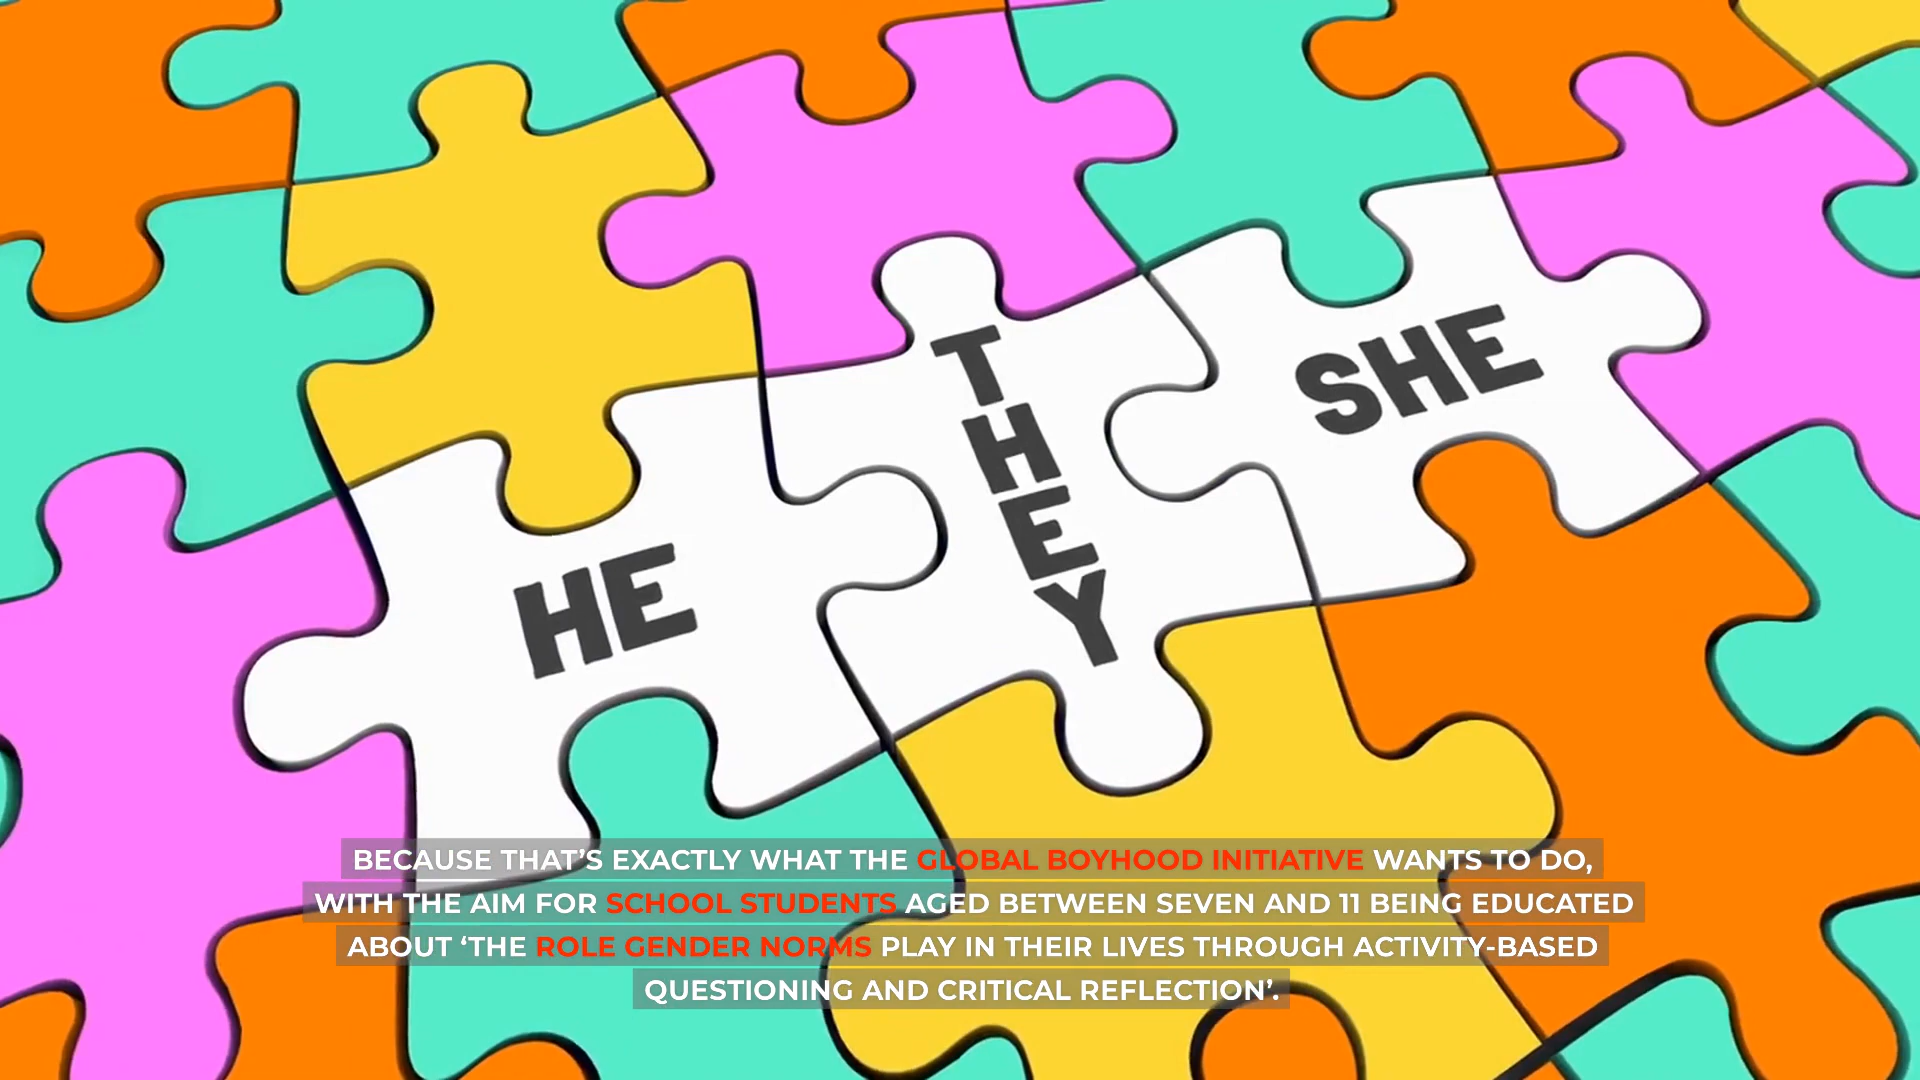 HE
THEY
SHE
BECAUSE THAT’S EXACTLY WHAT THE GLOBAL BOYHOOD INITIATIVE WANTS TO DO,
WITH THE AIM FOR SCHOOL STUDENTS AGED BETWEEN SEVEN AND 11 BEING EDUCATED
ABOUT ‘THE ROLE GENDER NORMS PLAY IN THEIR LIVES THROUGH ACTIVITY-BASED
QUESTIONING AND CRITICAL REFLECTION’.